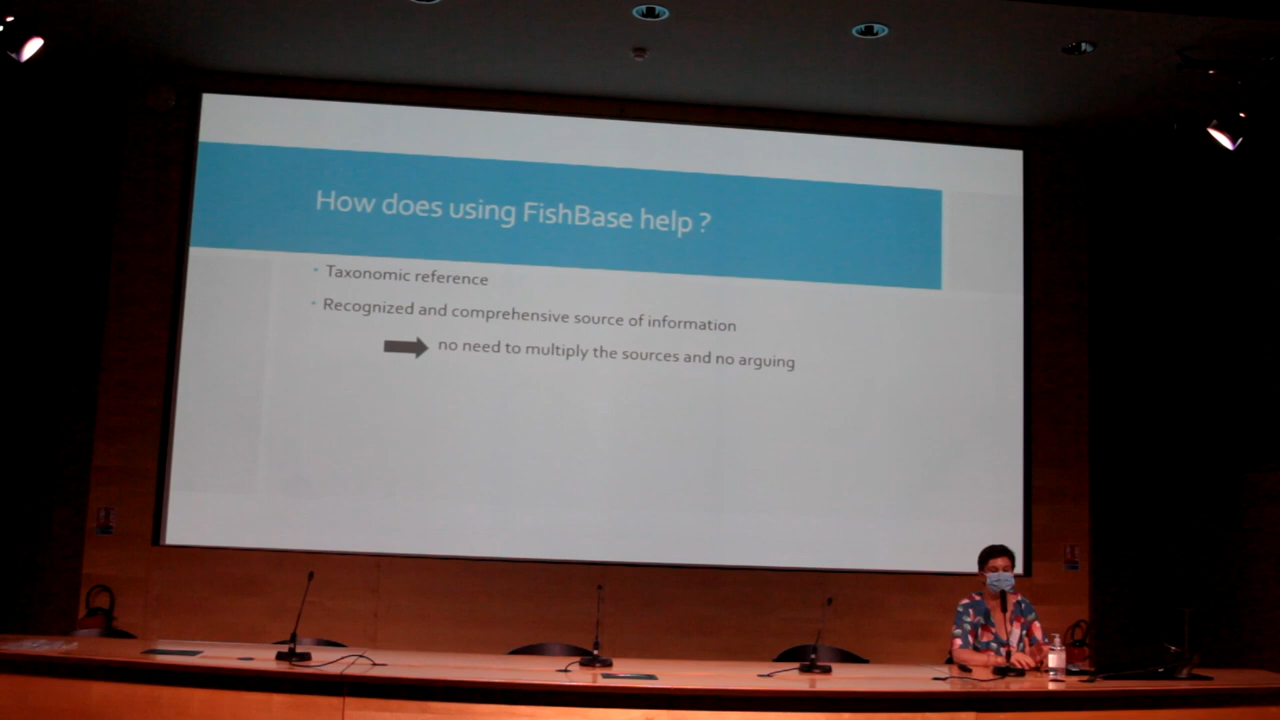 How does using FishBase help ?
Taxonomic reference
Recognized and comprehensive source of information
no need to multiply the sources and no arguing